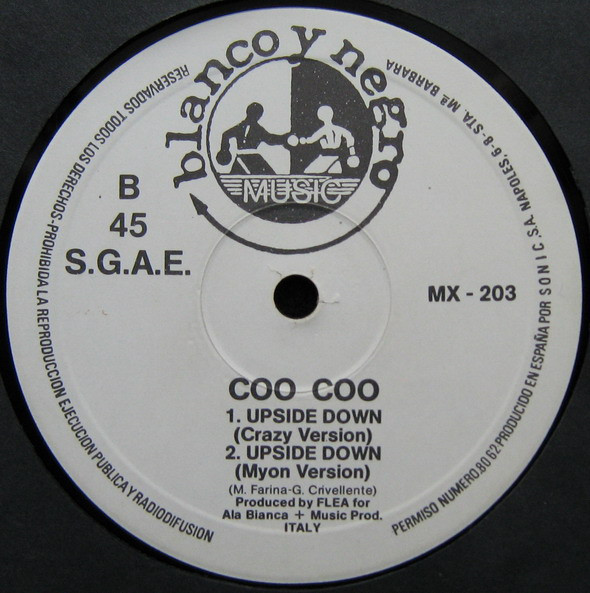 blanco y negro
MUSIC
B
45
S.G.A.E.
MX - 203
COO COO
1. UPSIDE DOWN
(Crazy Version)
2. UPSIDE DOWN
(Myon Version)
(M. Farina-G. Crivellente)
Produced by FLEA for
Ala Bianca + Music Prod.
ITALY
RESERVADOS TODOS LOS DERECHOS-PROHIBIDA LA REPRODUCCION EJECUCION PUBLICA Y RADIODIFUSION
PERMISO NUMERO,80 62-PRODUCIDO EN ESPAÑA POR SONIC S.A. NAPOLES, 6-8-STA. Mª BARBARA